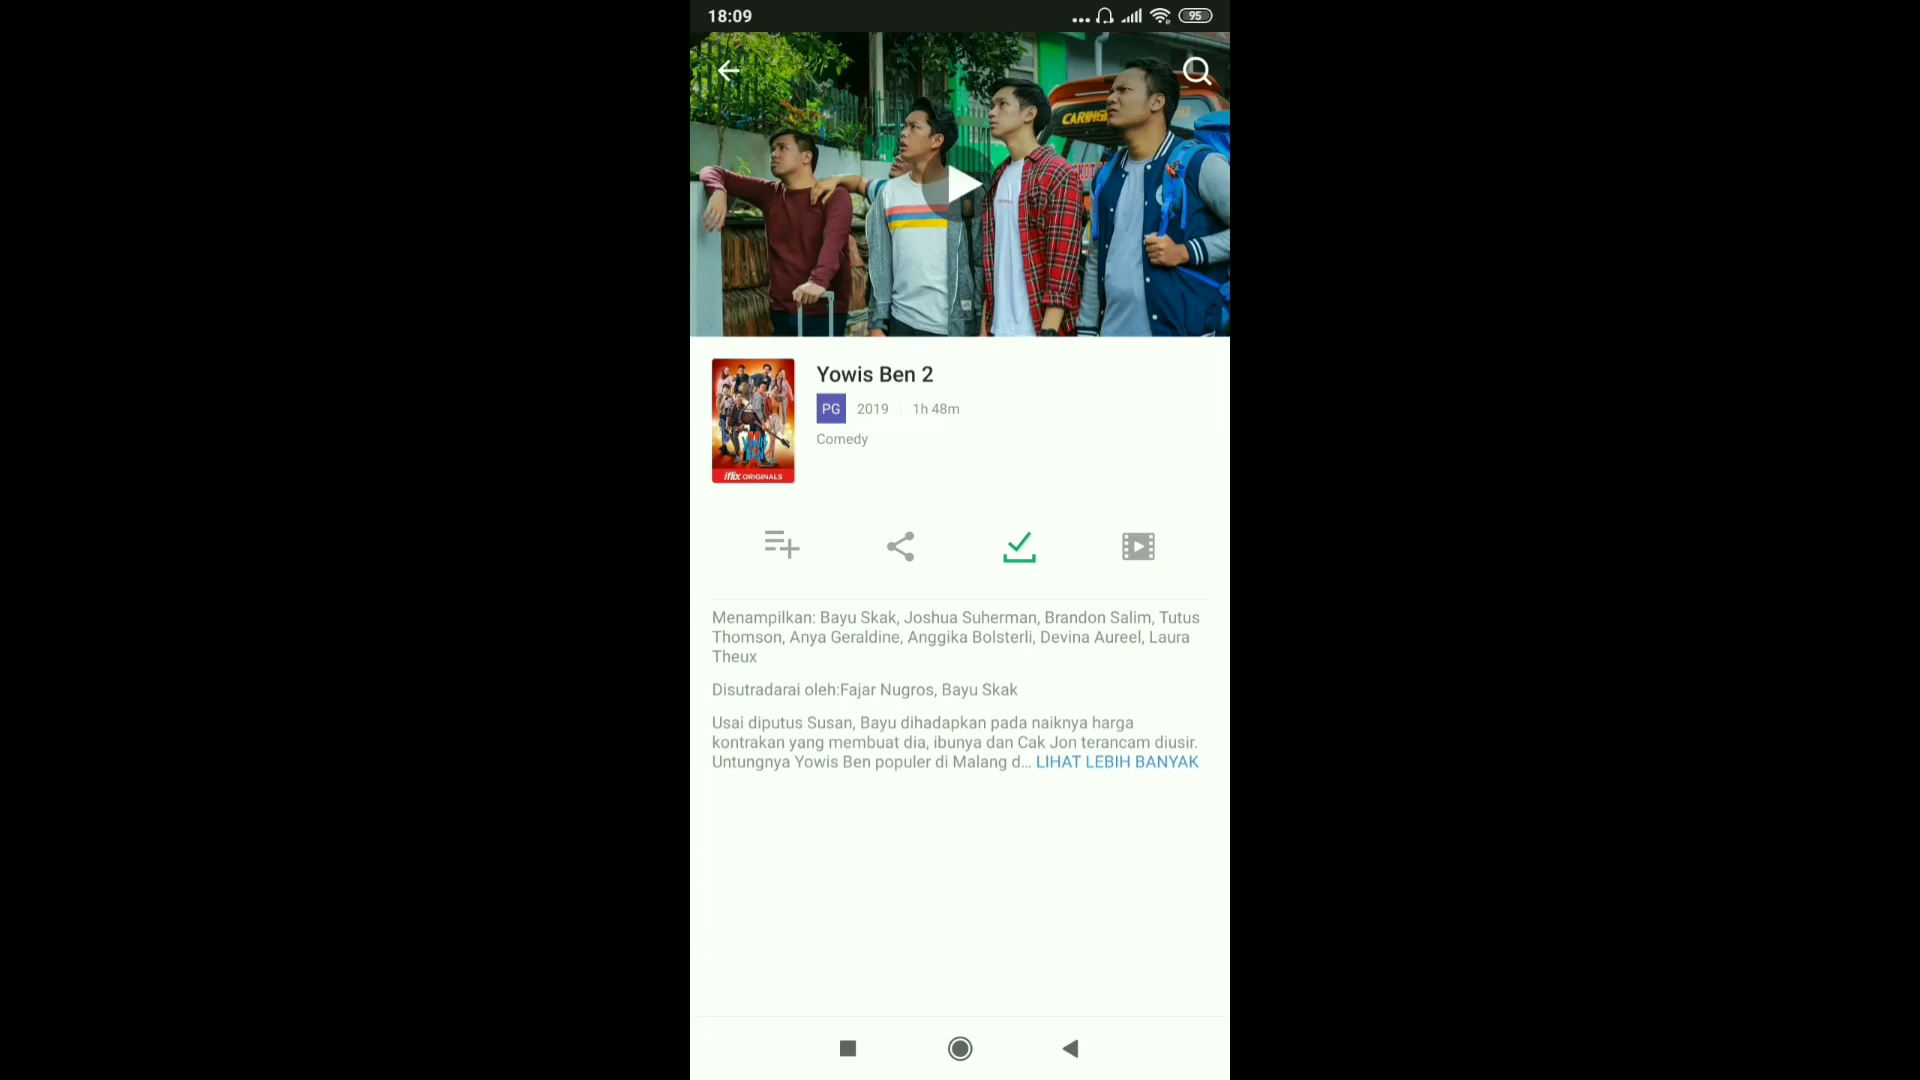 18:09
95
CARING
Yowis Ben 2
PG 2019 1h 48m
Comedy
iflix ORIGINALS
Menampilkan: Bayu Skak, Joshua Suherman, Brandon Salim, Tutus
Thomson, Anya Geraldine, Anggika Bolsterli, Devina Aureel, Laura
Theux
Disutradarai oleh:Fajar Nugros, Bayu Skak
Usai diputus Susan, Bayu dihadapkan pada naiknya harga
kontrakan yang membuat dia, ibunya dan Cak Jon terancam diusir.
Untungnya Yowis Ben populer di Malang d... LIHAT LEBIH BANYAK